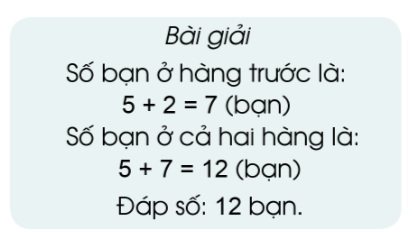 Bài giải
Số bạn ở hàng trước là:
5 + 2 = 7 (bạn)
Số bạn ở cả hai hàng là:
5 + 7 = 12 (bạn)
Đáp số: 12 bạn.